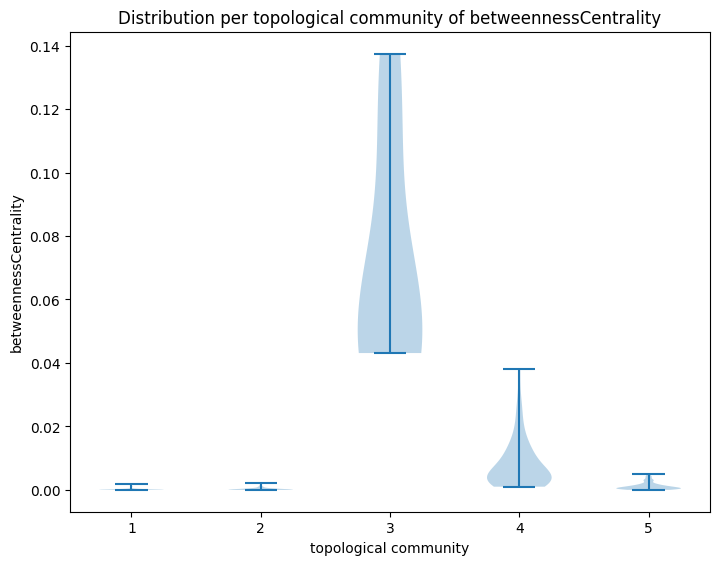 Distribution per topological community of betweennessCentrality
0.14
0.12
0.10
0.08
0.06
0.04
0.02
0.00
betweennessCentrality
1 2 3 4 5
topological community